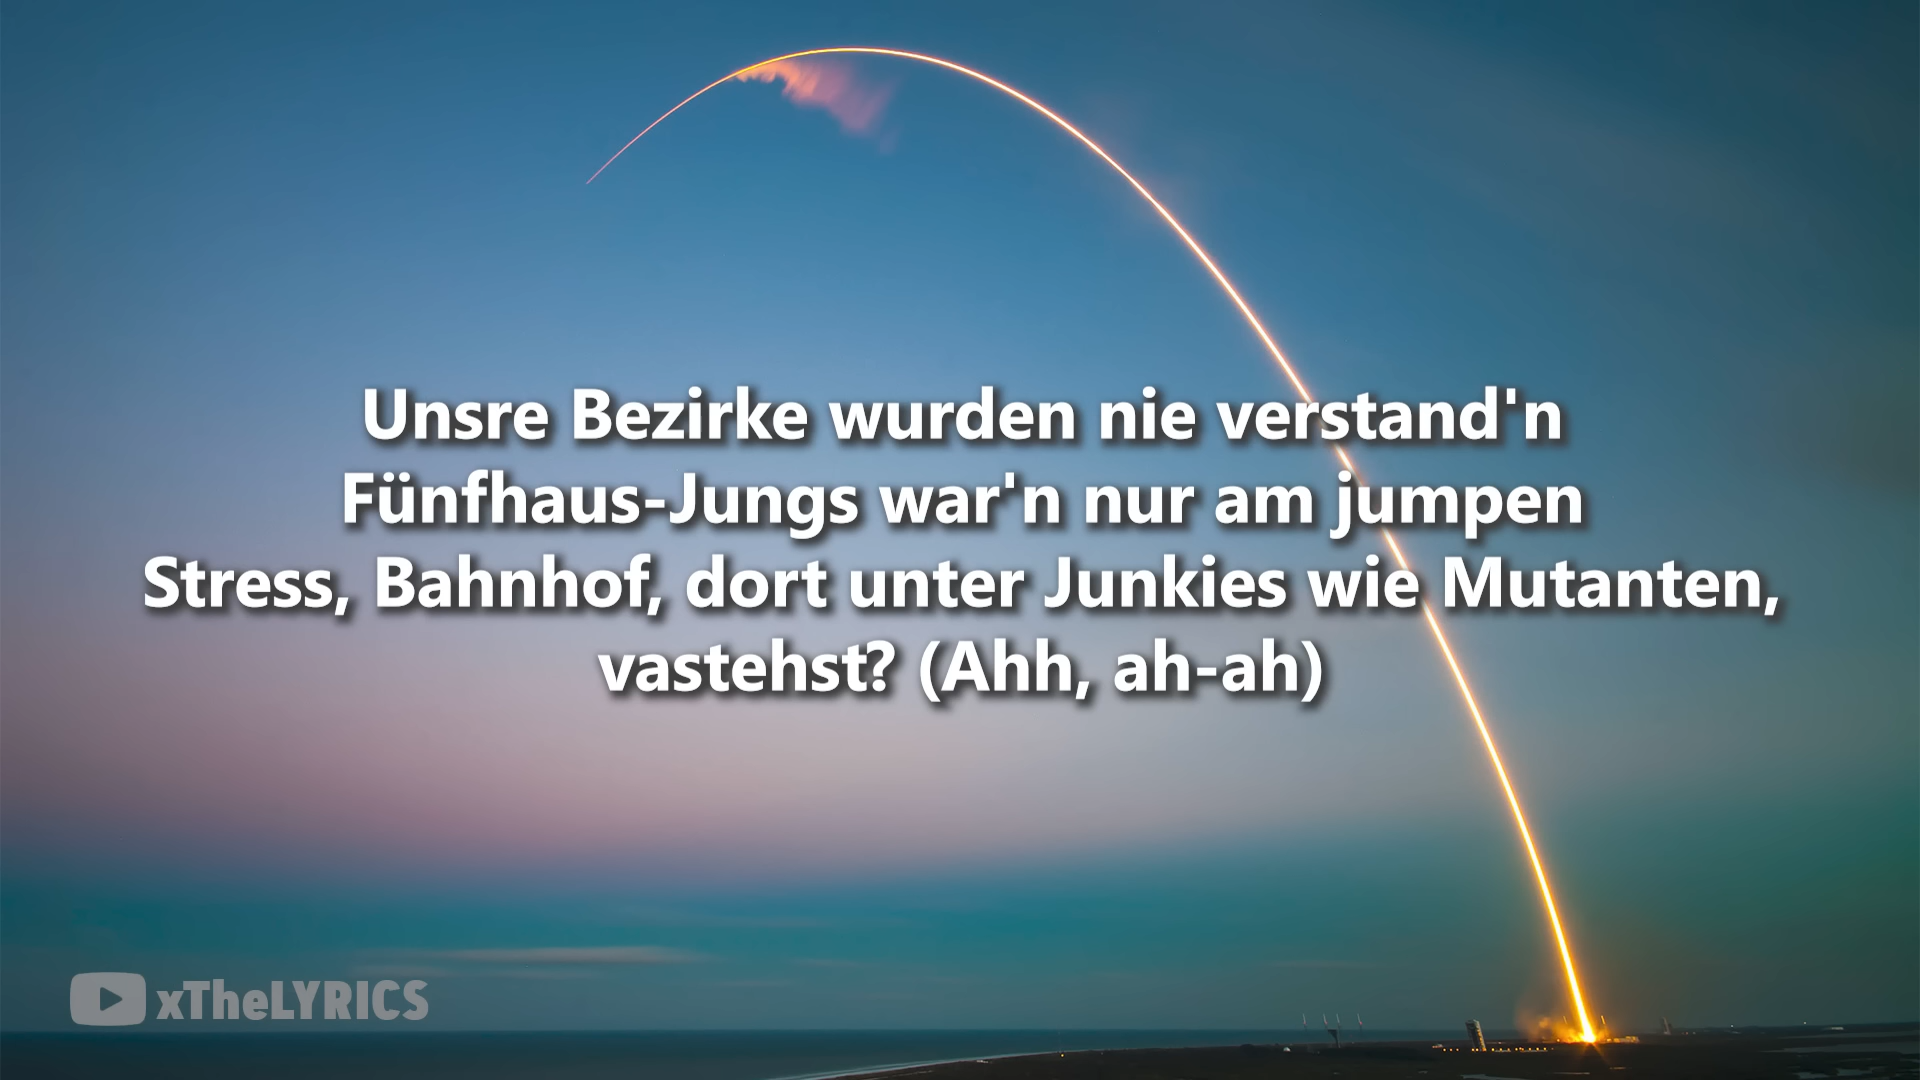 Unsre Bezirke wurden nie verstand'n
Fünfhaus-Jungs war'n nur am jumpen
Stress, Bahnhof, dort unter Junkies wie Mutanten,
vastehst? (Ahh, ah-ah)
xTheLYRICS